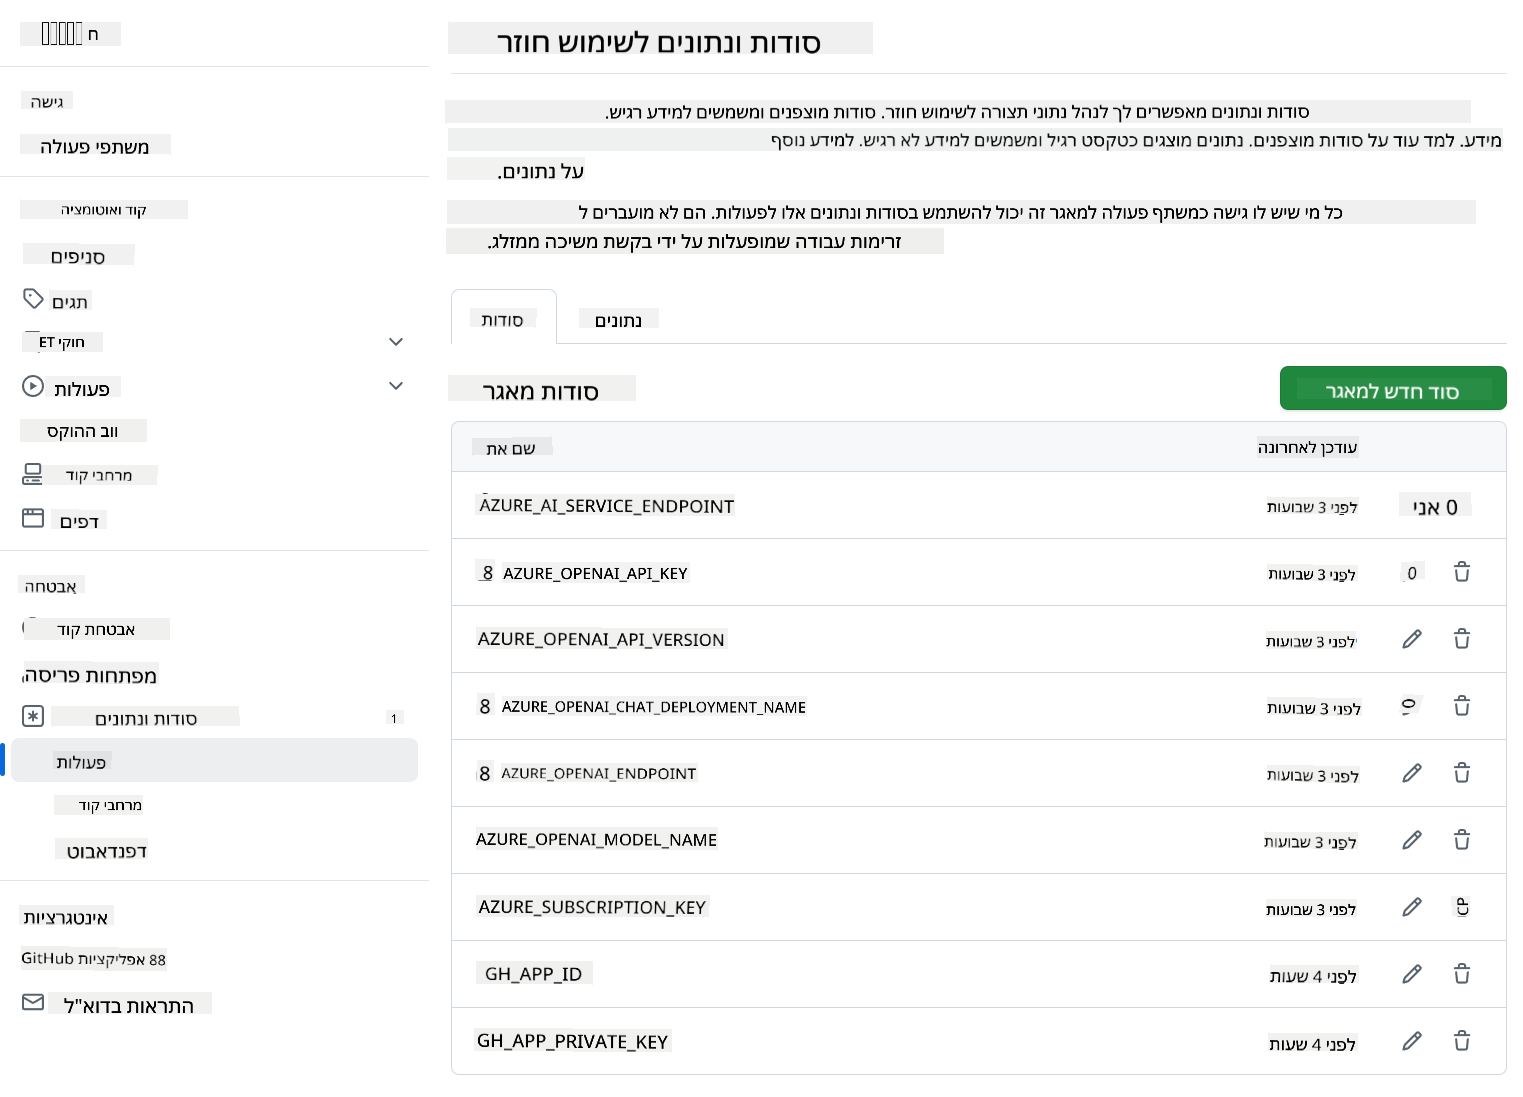 ח
גישה
משתפי פעולה
קוד ואוטומציה
סניפים
תגים
חוקי ET
פעולות
ווב ההוקס
מרחבי קוד
דפים
אבטחה
אבטחת קוד
מפתחות פריסה
סודות ונתונים
1
פעולות
מרחבי קוד
דפנדאבוט
אינטגרציות
88 אפליקציות GitHub
התראות בדוא"ל
סודות ונתונים לשימוש חוזר
סודות ונתונים מאפשרים לך לנהל נתוני תצורה לשימוש חוזר. סודות מוצפנים ומשמשים למידע רגיש.
מידע. למד עוד על סודות מוצפנים. נתונים מוצגים כטקסט רגיל ומשמשים למידע לא רגיש. למידע נוסף
על נתונים.
כל מי שיש לו גישה כמשתף פעולה למאגר זה יכול להשתמש בסודות ונתונים אלו לפעולות. הם לא מועברים ל
זרימות עבודה שמופעלות על ידי בקשת משיכה ממזלג.
סודות
נתונים
סודות מאגר
סוד חדש למאגר
שם את
עודכן לאחרונה
AZURE_AI_SERVICE_ENDPOINT
לפני 3 שבועות
0 אני
8 AZURE_OPENAI_API_KEY
לפני 3 שבועות
0
AZURE_OPENAI_API_VERSION
לפני 3 שבועות
8 AZURE_OPENAI_CHAT_DEPLOYMENT_NAME
לפני 3 שבועות
8 AZURE_OPENAI_ENDPOINT
לפני 3 שבועות
AZURE_OPENAI_MODEL_NAME
לפני 3 שבועות
AZURE_SUBSCRIPTION_KEY
לפני 3 שבועות
CP
GH_APP_ID
לפני 4 שעות
GH_APP_PRIVATE_KEY
לפני 4 שעות